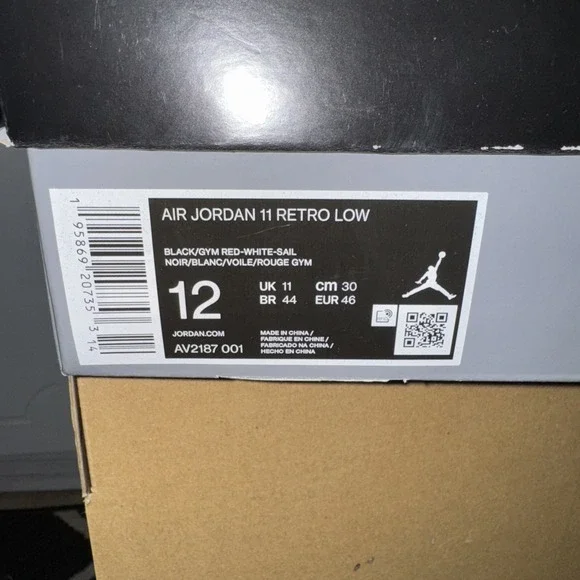 AIR JORDAN 11 RETRO LOW
BLACK/GYM RED-WHITE-SAIL
NOIR/BLANC/VOILE/ROUGE GYM
12
UK 11 cm 30
BR 44 EUR 46
JORDAN.COM
AV2187 001
MADE IN CHINA /
FABRIQUE EN CHINE /
FABRICADO NA CHINA /
HECHO EN CHINA
1 95869 20735 3 14